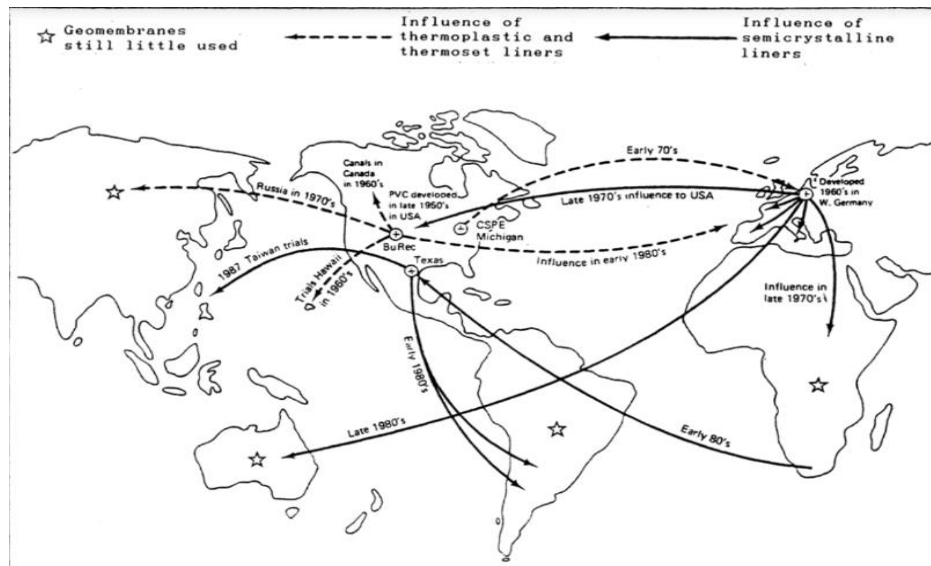 Geomembranes
still little used
Influence of
thermoplastic and
thermoset liners
Influence of
semicrystalline
liners
Early 70's
Canals in
Canada
in 1960's
PVC developed
in late 1950's
in USA
Developed
1960's in
W. Germany
Russia in 1970's
Late 1970's influence to USA
CSPE
Michigan
BuRec
Influence in early 1980's
Texas
1987 Taiwan trials
Trials Hawaii
in 1960's
Influence in
late 1970's
Early 1980's
Late 1980's
Early 80's